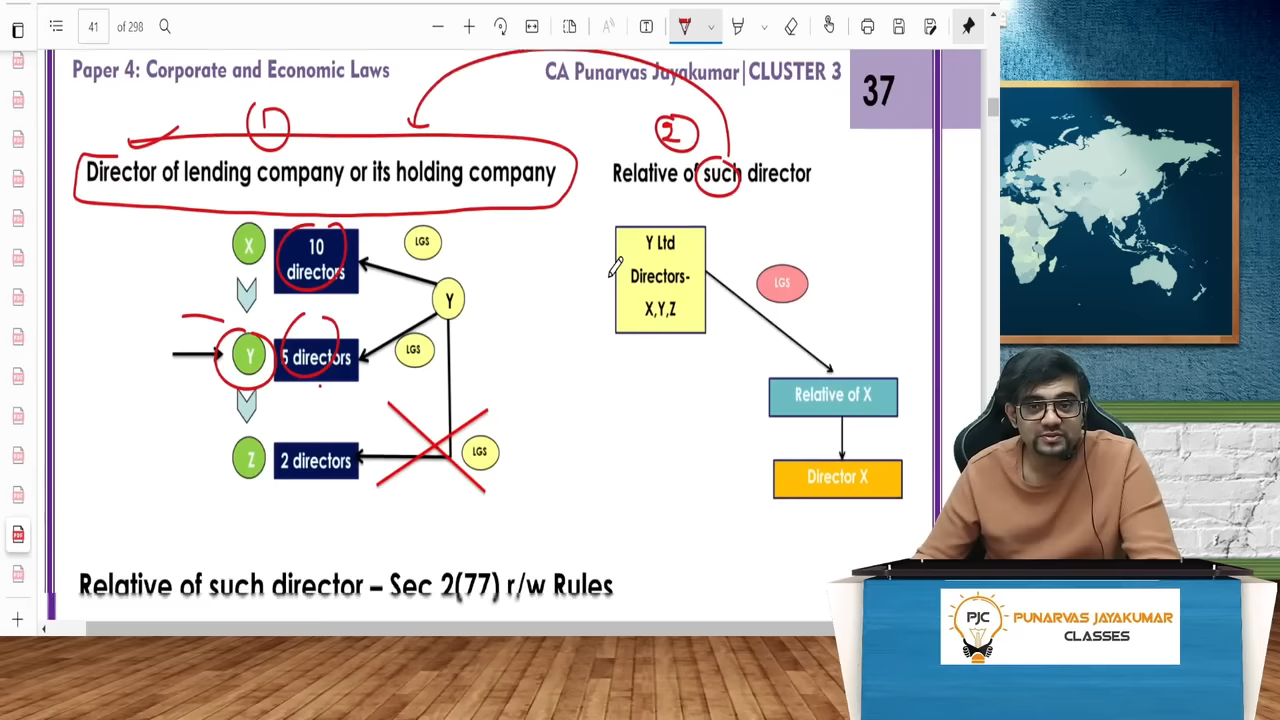 41 of 298
Paper 4: Corporate and Economic Laws
CA Punarvas Jayakumar|CLUSTER 3
37
1
2
Director of lending company or its holding company
Relative of such director
X
10
directors
LGS
Y
Y
5 directors
LGS
Z
2 directors
LGS
Y Ltd
Directors-
X,Y,Z
LGS
Relative of X
Director X
Relative of such director – Sec 2(77) r/w Rules
PJC
PUNARVAS JAYAKUMAR
CLASSES